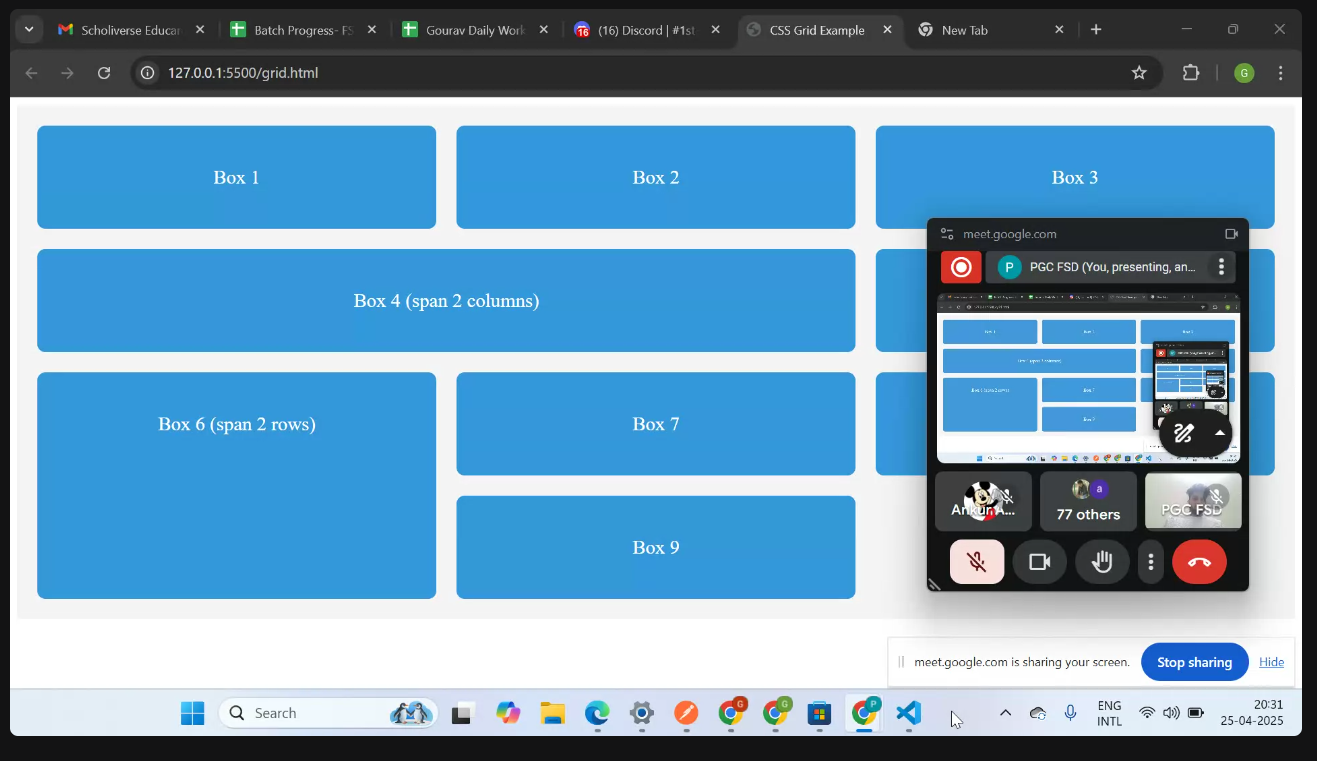 Scholiverse Educar
Batch Progress- FS
Gourav Daily Work
(16) Discord | #1st
CSS Grid Example
New Tab
127.0.0.1:5500/grid.html
G
Box 1
Box 2
Box 3
Box 4 (span 2 columns)
Box 6 (span 2 rows)
Box 7
Box 9
meet.google.com
P
PGC FSD (You, presenting, an...
Ankur A...
a
77 others
PGC FSD
meet.google.com is sharing your screen.
Stop sharing
Hide
Search
G
G
P
ENG
INTL
20:31
25-04-2025